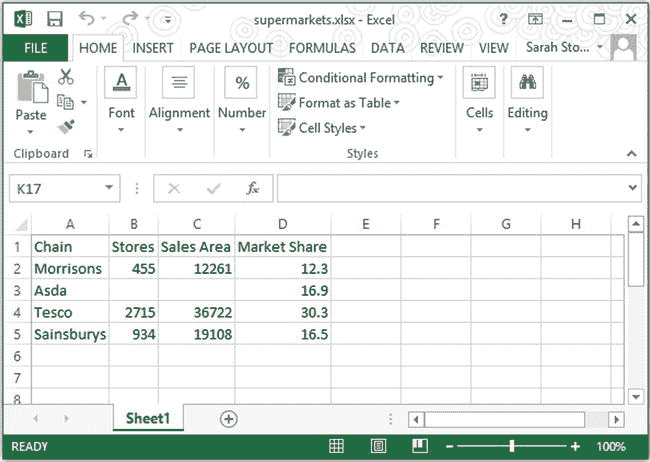 supermarkets.xlsx - Excel
FILE HOME INSERT PAGE LAYOUT FORMULAS DATA REVIEW VIEW Sarah Sto...
Paste
Font
Alignment
Number
Conditional Formatting
Format as Table
Cell Styles
Cells
Editing
Clipboard
Styles
K17
A B C D E F G H
1 Chain Stores Sales Area Market Share
2 Morrisons 455 12261 12.3
3 Asda 16.9
4 Tesco 2715 36722 30.3
5 Sainsburys 934 19108 16.5
6
7
8
Sheet1
READY 100%